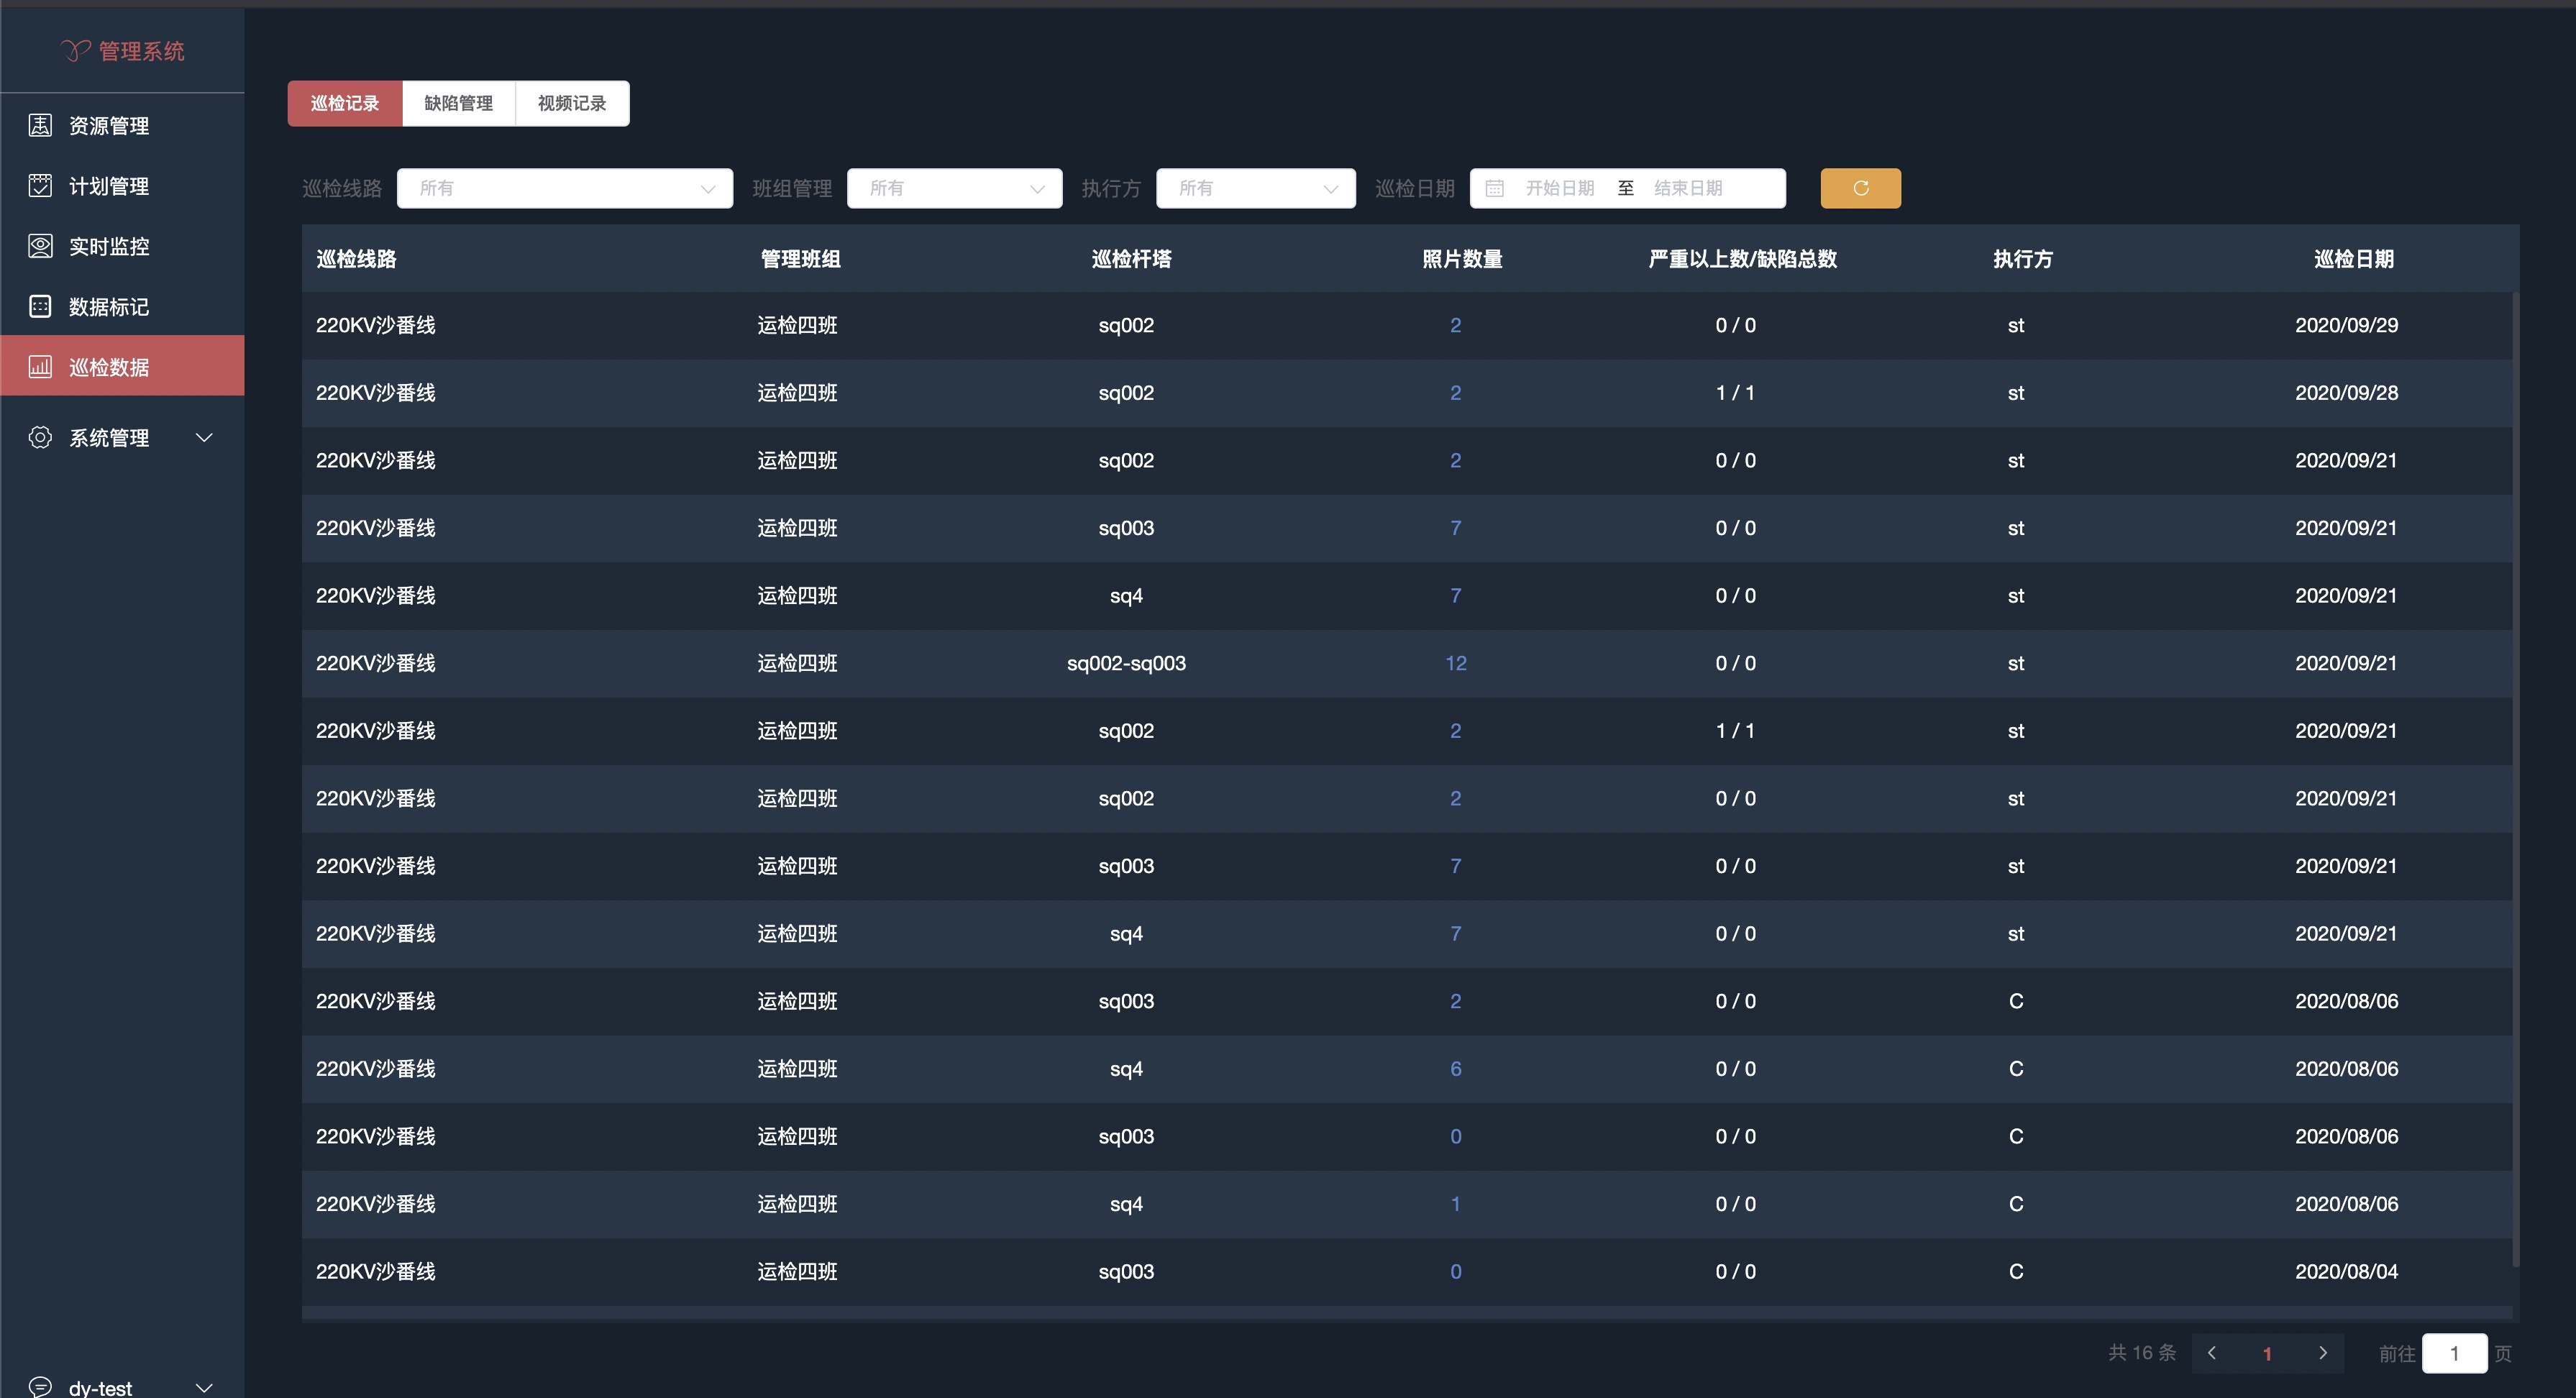 管理系统
资源管理
计划管理
实时监控
数据标记
巡检数据
系统管理
dy-test
巡检记录 缺陷管理 视频记录
巡检线路 所有 班组管理 所有 执行方 所有 巡检日期 开始日期 至 结束日期
巡检线路 管理班组 巡检杆塔 照片数量 严重以上数/缺陷总数 执行方 巡检日期
220KV沙番线 运检四班 sq002 2 0 / 0 st 2020/09/29
220KV沙番线 运检四班 sq002 2 1 / 1 st 2020/09/28
220KV沙番线 运检四班 sq002 2 0 / 0 st 2020/09/21
220KV沙番线 运检四班 sq003 7 0 / 0 st 2020/09/21
220KV沙番线 运检四班 sq4 7 0 / 0 st 2020/09/21
220KV沙番线 运检四班 sq002-sq003 12 0 / 0 st 2020/09/21
220KV沙番线 运检四班 sq002 2 1 / 1 st 2020/09/21
220KV沙番线 运检四班 sq002 2 0 / 0 st 2020/09/21
220KV沙番线 运检四班 sq003 7 0 / 0 st 2020/09/21
220KV沙番线 运检四班 sq4 7 0 / 0 st 2020/09/21
220KV沙番线 运检四班 sq003 2 0 / 0 C 2020/08/06
220KV沙番线 运检四班 sq4 6 0 / 0 C 2020/08/06
220KV沙番线 运检四班 sq003 0 0 / 0 C 2020/08/06
220KV沙番线 运检四班 sq4 1 0 / 0 C 2020/08/06
220KV沙番线 运检四班 sq003 0 0 / 0 C 2020/08/04
共 16 条 1 前往 1 页